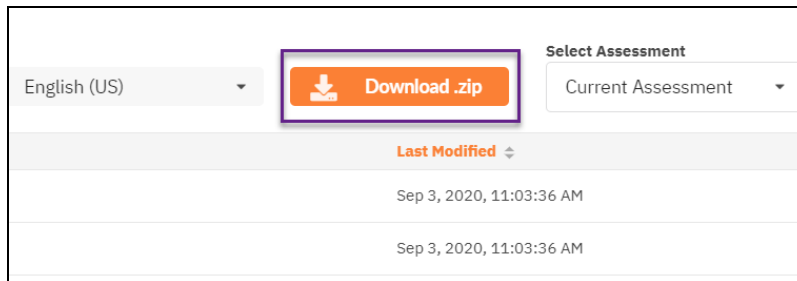 Select Assessment
English (US)
Download .zip
Current Assessment
Last Modified
Sep 3, 2020, 11:03:36 AM
Sep 3, 2020, 11:03:36 AM